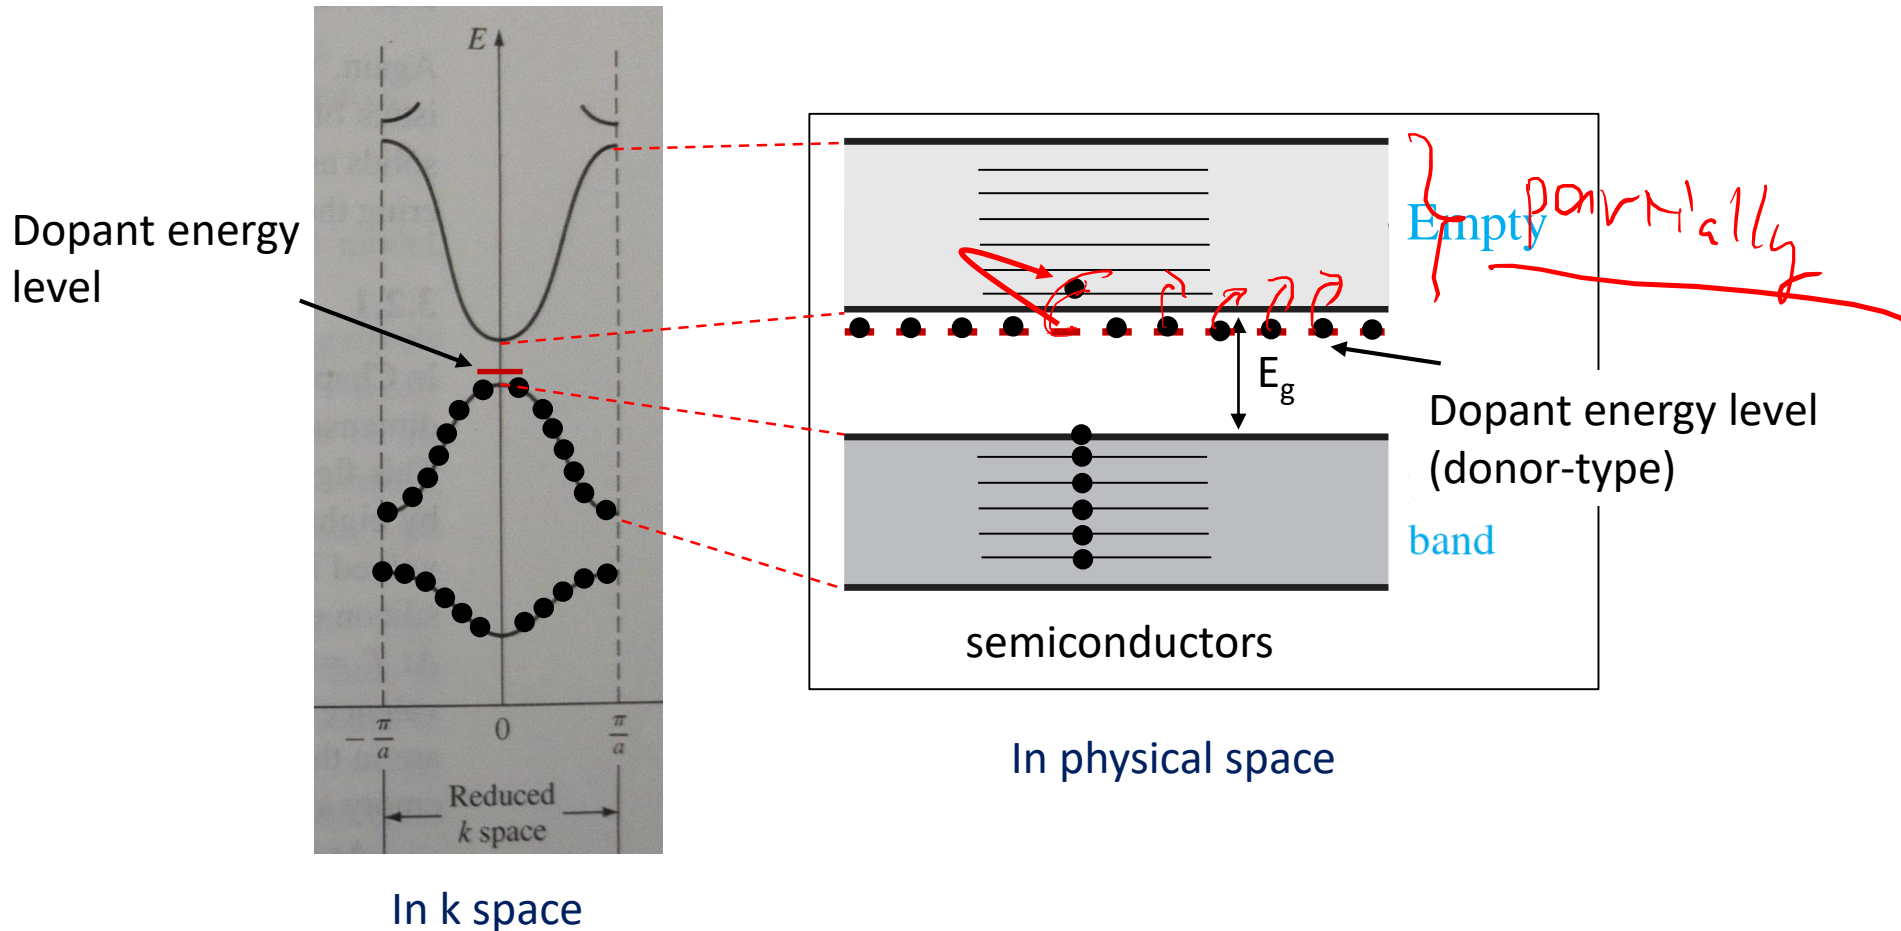 E
Dopant energy
level
Empty
partially
E_g
Dopant energy level
(donor-type)
band
semiconductors
- π/a
0
π/a
Reduced
k space
In physical space
In k space